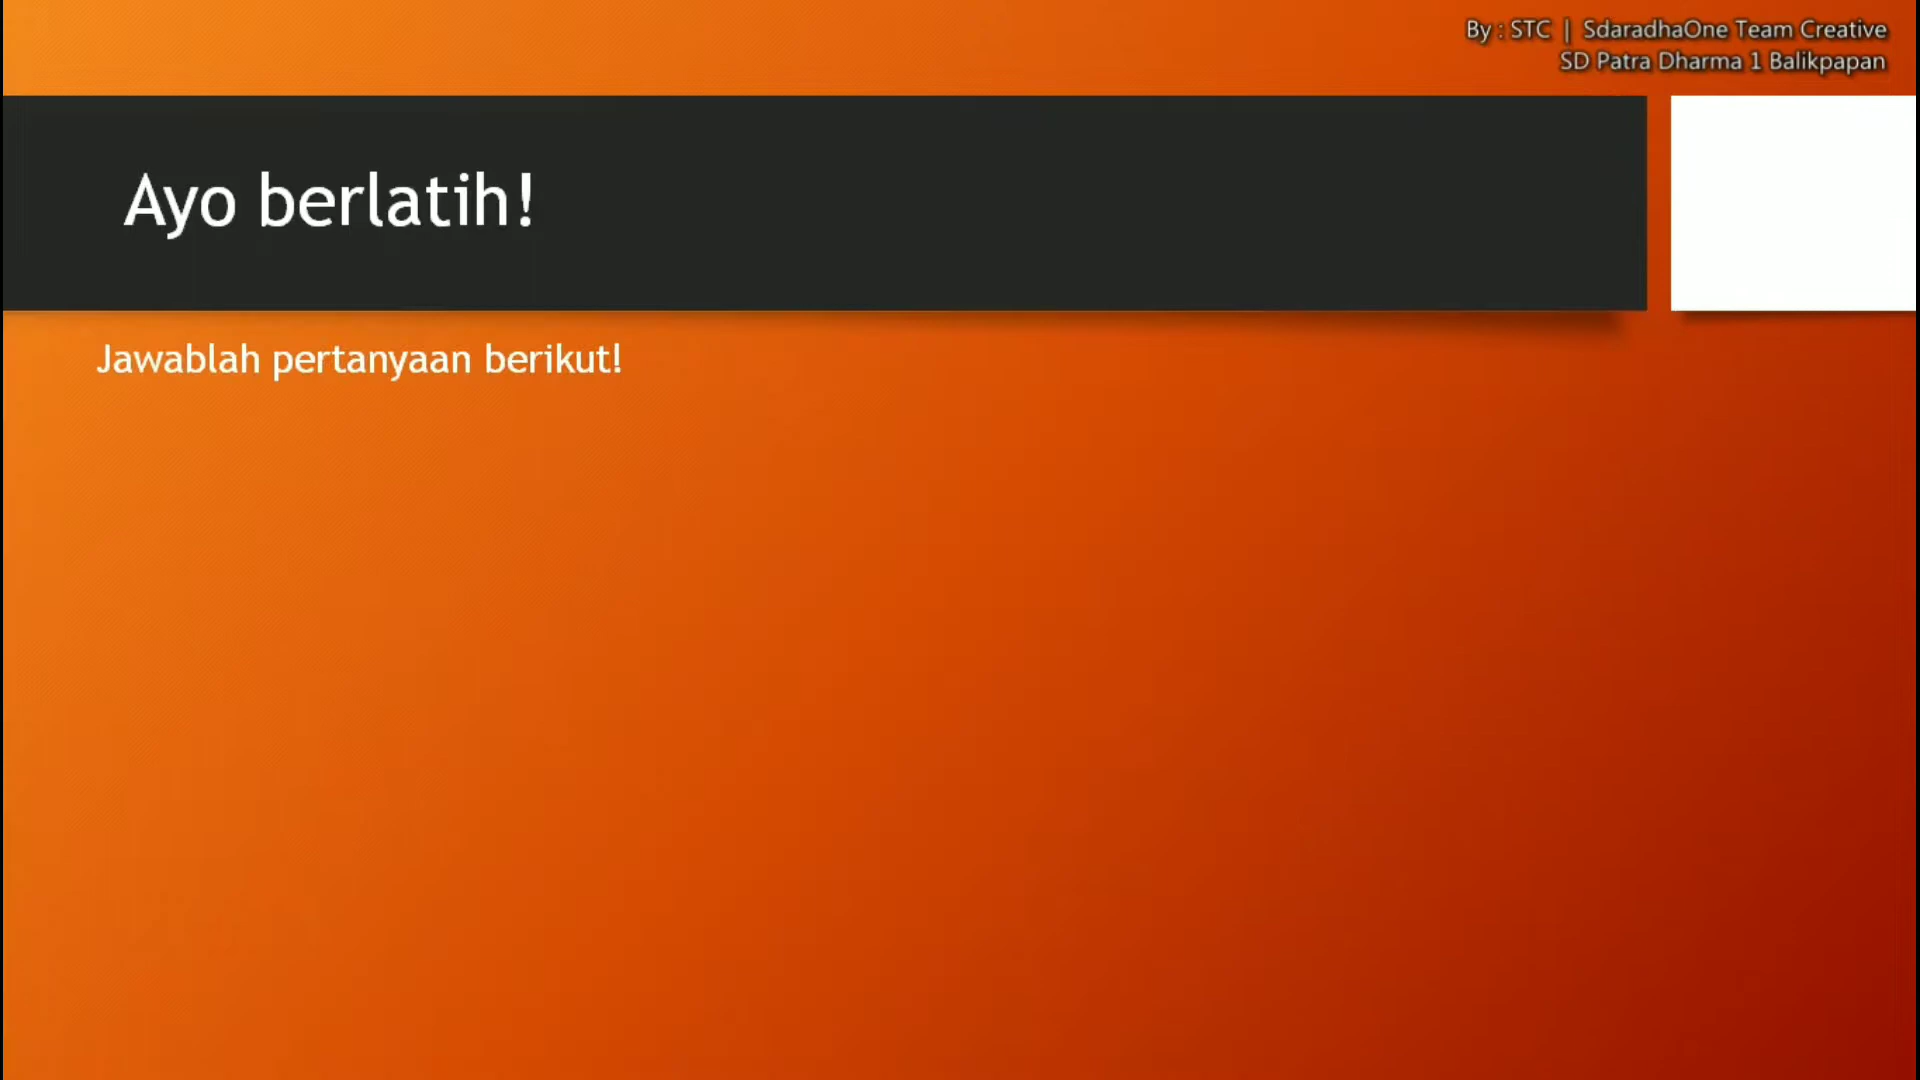 By : STC | SdaradhaOne Team Creative
SD Patra Dharma 1 Balikpapan
Ayo berlatih!
Jawablah pertanyaan berikut!